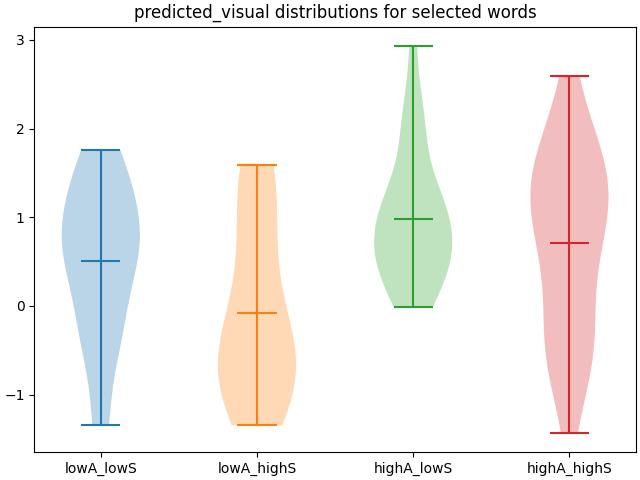 predicted_visual distributions for selected words
3
2
1
0
−1
lowA_lowS
lowA_highS
highA_lowS
highA_highS